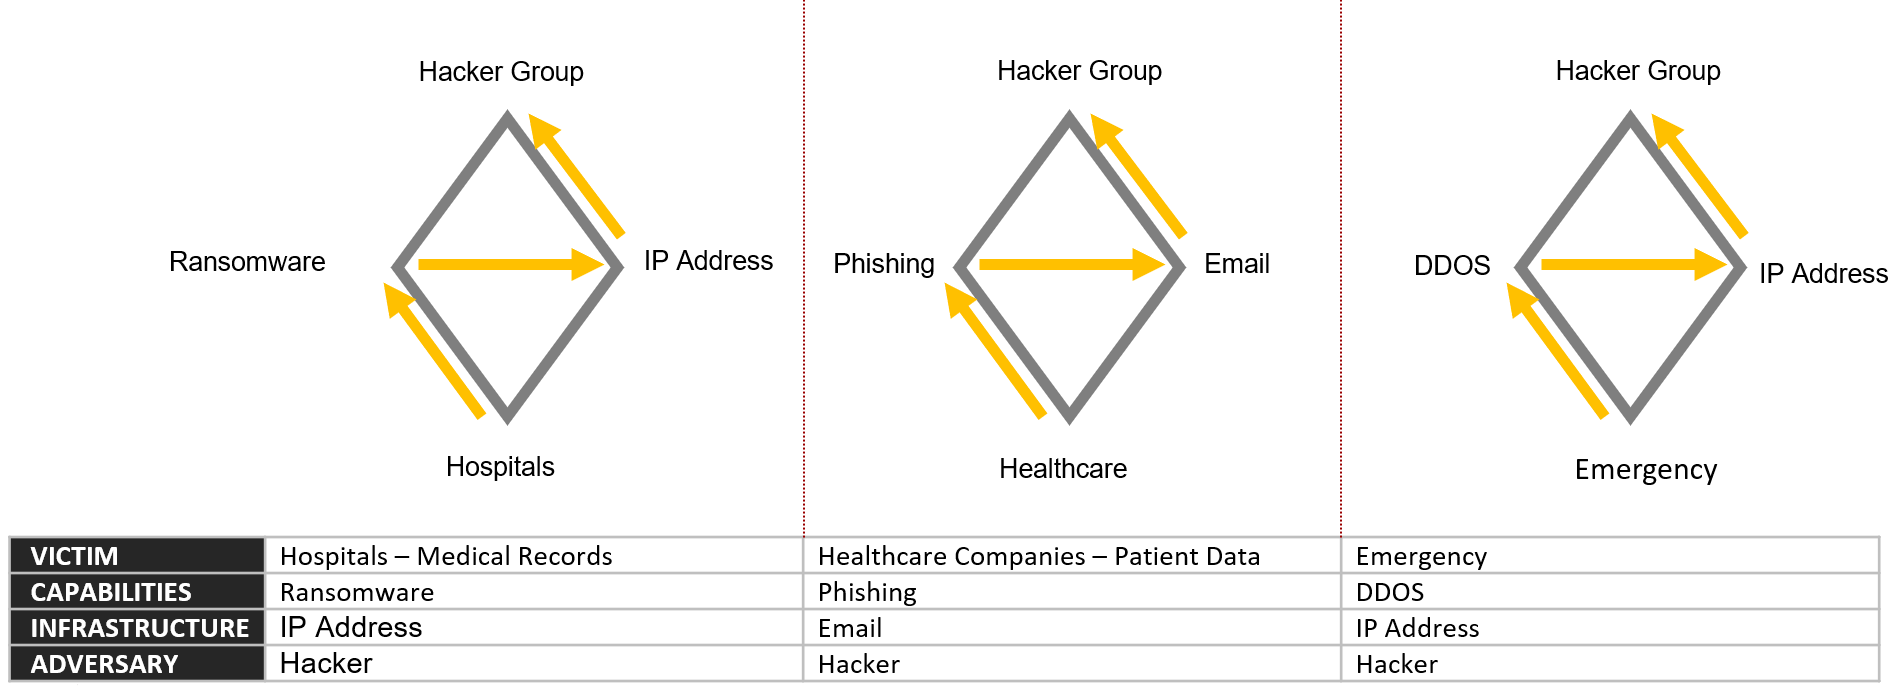 Hacker Group
Ransomware
IP Address
Hospitals
Hacker Group
Phishing
Email
Healthcare
Hacker Group
DDOS
IP Address
Emergency
VICTIM Hospitals – Medical Records Healthcare Companies – Patient Data Emergency
CAPABILITIES Ransomware Phishing DDOS
INFRASTRUCTURE IP Address Email IP Address
ADVERSARY Hacker Hacker Hacker